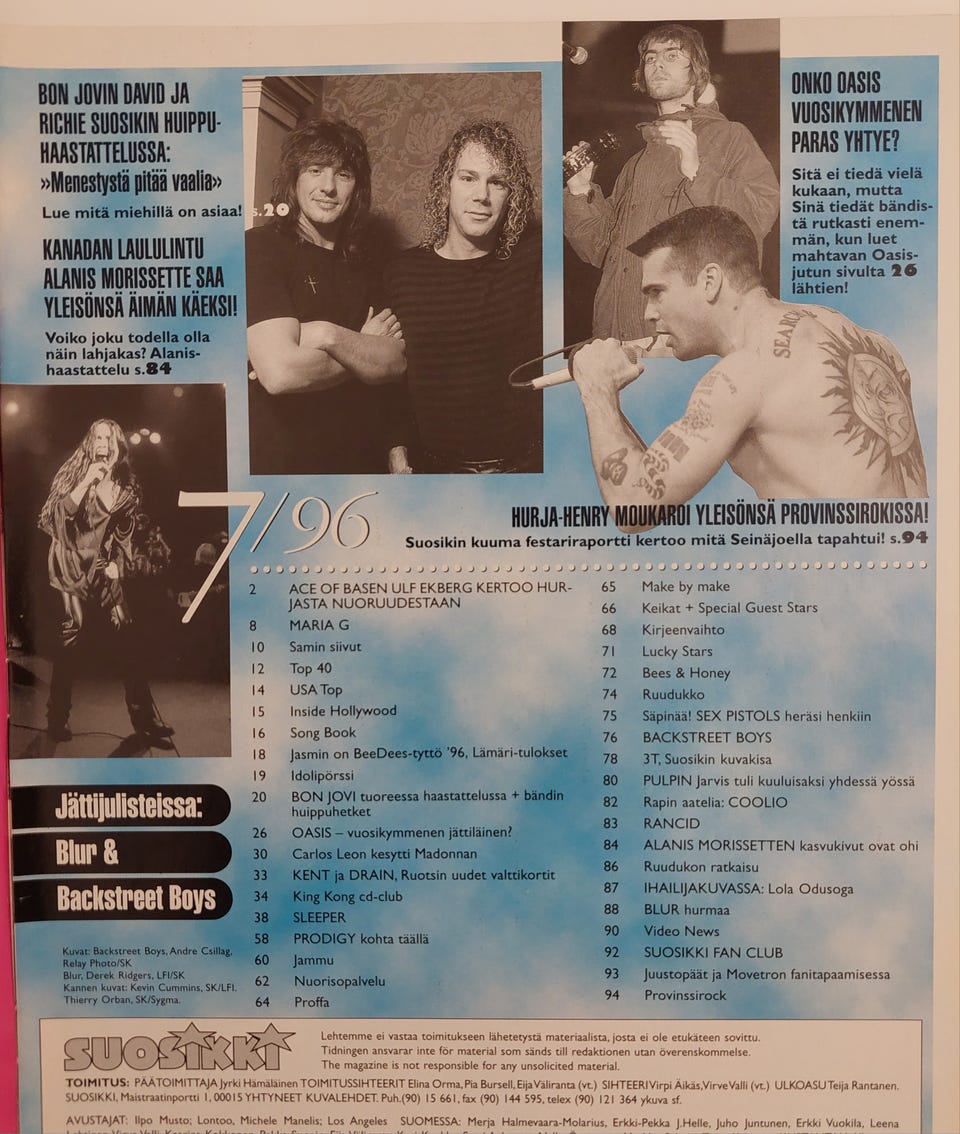 BON JOVIN DAVID JA
RICHIE SUOSIKIN HUIPPU-
HAASTATTELUSSA:
»Menestystä pitää vaalia»
Lue mitä miehillä on asiaa! s.20
KANADAN LAULULINTU
ALANIS MORISSETTE SAA
YLEISÖNSÄ ÄIMÄN KÄEKSI!
Voiko joku todella olla
näin lahjakas? Alanis-
haastattelu s.84
ONKO OASIS
VUOSIKYMMENEN
PARAS YHTYE?
Sitä ei tiedä vielä
kukaan, mutta
Sinä tiedät bändis-
tä rutkasti enem-
män, kun luet
mahtavan Oasis-
jutun sivulta 26
lähtien!
SEARCH
7/96
HURJA-HENRY MOUKAROI YLEISÖNSÄ PROVINSSIROKISSA!
Suosikin kuuma festariraportti kertoo mitä Seinäjoella tapahtui! s.94
2 ACE OF BASEN ULF EKBERG KERTOO HUR-
JASTA NUORUUDESTAAN
8 MARIA G
10 Samin siivut
12 Top 40
14 USA Top
15 Inside Hollywood
16 Song Book
18 Jasmin on BeeDees-tyttö '96, Lämäri-tulokset
19 Idolipörssi
20 BON JOVI tuoreessa haastattelussa + bändin
huippuhetket
26 OASIS – vuosikymmenen jättiläinen?
30 Carlos Leon kesytti Madonnan
33 KENT ja DRAIN, Ruotsin uudet valttikortit
34 King Kong cd-club
38 SLEEPER
58 PRODIGY kohta täällä
60 Jammu
62 Nuorisopalvelu
64 Proffa
65 Make by make
66 Keikat + Special Guest Stars
68 Kirjeenvaihto
71 Lucky Stars
72 Bees & Honey
74 Ruudukko
75 Säpinää! SEX PISTOLS heräsi henkiin
76 BACKSTREET BOYS
78 3T, Suosikin kuvakisa
80 PULPIN Jarvis tuli kuuluisaksi yhdessä yössä
82 Rapin aatelia: COOLIO
83 RANCID
84 ALANIS MORISSETTEN kasvukivut ovat ohi
86 Ruudukon ratkaisu
87 IHAILIJAKUVASSA: Lola Odusoga
88 BLUR hurmaa
90 Video News
92 SUOSIKKI FAN CLUB
93 Juustopäät ja Movetron fanitapaamisessa
94 Provinssirock
Jättijulisteissa:
Blur &
Backstreet Boys
Kuvat: Backstreet Boys, Andre Csillag,
Relay Photo/SK
Blur, Derek Ridgers, LFI/SK
Kannen kuvat: Kevin Cummins, SK/LFI.
Thierry Orban, SK/Sygma.
SUOSIKKI
Lehtemme ei vastaa toimitukseen lähetetystä materiaalista, josta ei ole etukäteen sovittu.
Tidningen ansvarar inte för material som sänds till redaktionen utan överenskommelse.
The magazine is not responsible for any unsolicited material.
TOIMITUS: PÄÄTOIMITTAJA Jyrki Hämäläinen TOIMITUSSIHTEERIT Elina Orma, Pia Bursell, Eija Väliranta (vt.) SIHTEERI Virpi Äikäs, Virve Valli (vt.) ULKOASU Teija Rantanen.
SUOSIKKI, Maistraatinportti 1, 00015 YHTYNEET KUVALEHDET. Puh. (90) 15 661, fax (90) 144 595, telex (90) 121 364 ykuva sf.
AVUSTAJAT: Ilpo Musto; Lontoo, Michele Manelis; Los Angeles SUOMESSA: Merja Halmevaara-Molarius, Erkki-Pekka J.Helle, Juho Juntunen, Erkki Vuokila, Leena